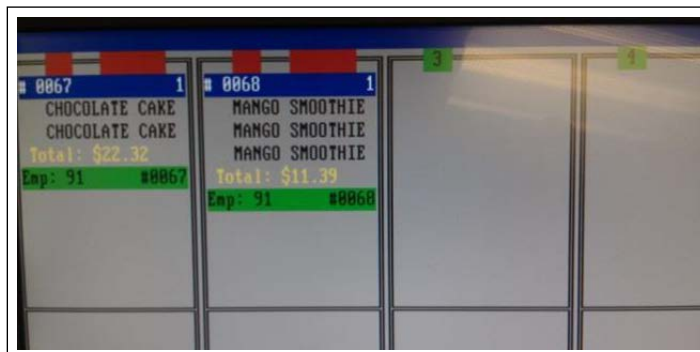 # 0067 1
CHOCOLATE CAKE
CHOCOLATE CAKE
Total: $22.32
Emp: 91 #0067
# 0068 1
MANGO SMOOTHIE
MANGO SMOOTHIE
MANGO SMOOTHIE
Total: $11.39
Emp: 91 #0068
3
4